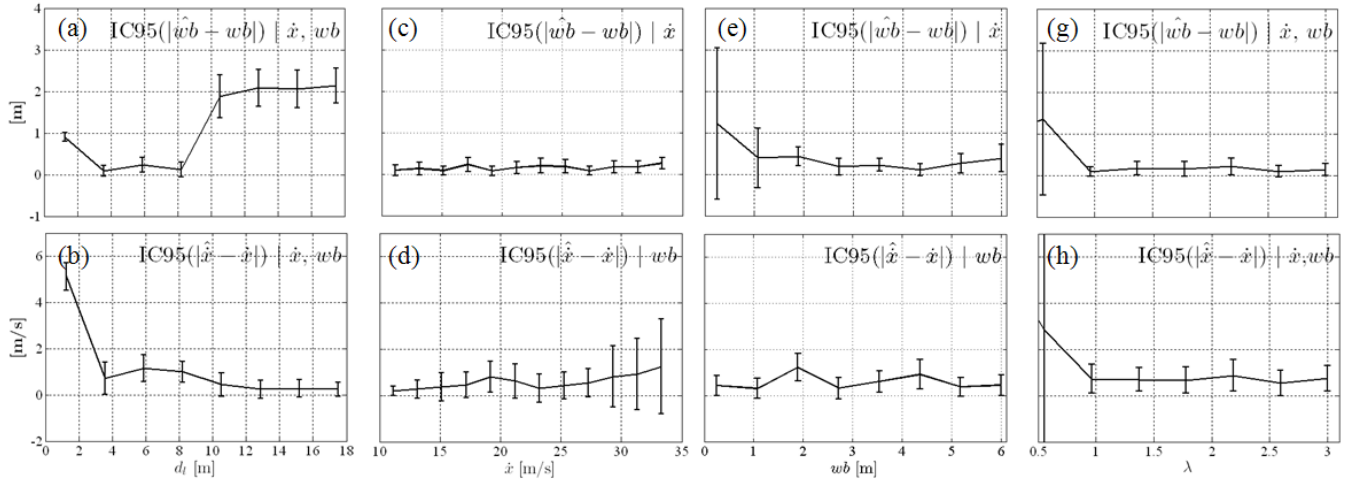 (a) IC95(|ŵb − wb|) | ẋ, wb
(c) IC95(|ŵb − wb|) | ẋ
(e) IC95(|ŵb − wb|) | ẋ
(g) IC95(|ŵb − wb|) | ẋ, wb
4
3
2
1
0
-1
[m]
(b) IC95(|ẋ̂ − ẋ|) | ẋ, wb
(d) IC95(|ẋ̂ − ẋ|) | wb
IC95(|ẋ̂ − ẋ|) | wb
(h) IC95(|ẋ̂ − ẋ|) | ẋ,wb
6
4
2
0
-2
[m/s]
0 2 4 6 8 10 12 14 16 18
d_l [m]
10 15 20 25 30 35
ẋ [m/s]
0 1 2 3 4 5 6
wb [m]
0.5 1 1.5 2 2.5 3
λ